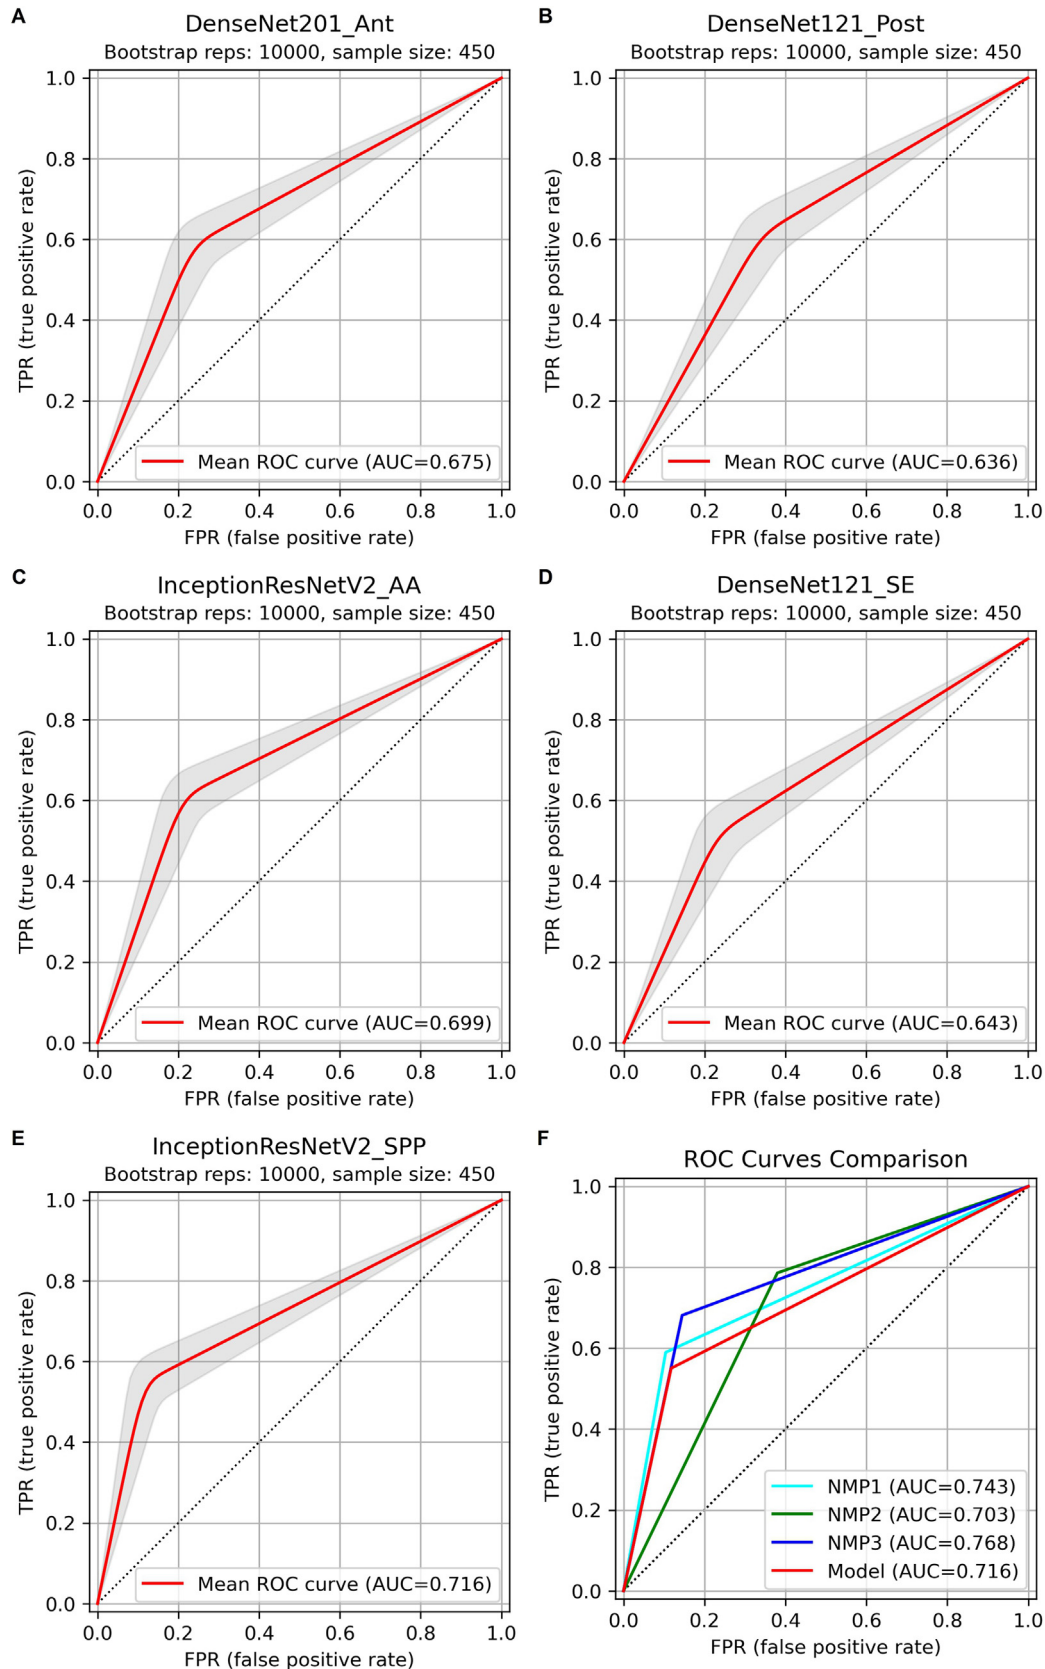 A
DenseNet201_Ant
Bootstrap reps: 10000, sample size: 450
1.0
0.8
0.6
0.4
0.2
0.0
TPR (true positive rate)
Mean ROC curve (AUC=0.675)
0.0 0.2 0.4 0.6 0.8 1.0
FPR (false positive rate)
B
DenseNet121_Post
Bootstrap reps: 10000, sample size: 450
1.0
0.8
0.6
0.4
0.2
0.0
TPR (true positive rate)
Mean ROC curve (AUC=0.636)
0.0 0.2 0.4 0.6 0.8 1.0
FPR (false positive rate)
C
InceptionResNetV2_AA
Bootstrap reps: 10000, sample size: 450
1.0
0.8
0.6
0.4
0.2
0.0
TPR (true positive rate)
Mean ROC curve (AUC=0.699)
0.0 0.2 0.4 0.6 0.8 1.0
FPR (false positive rate)
D
DenseNet121_SE
Bootstrap reps: 10000, sample size: 450
1.0
0.8
0.6
0.4
0.2
0.0
TPR (true positive rate)
Mean ROC curve (AUC=0.643)
0.0 0.2 0.4 0.6 0.8 1.0
FPR (false positive rate)
E
InceptionResNetV2_SPP
Bootstrap reps: 10000, sample size: 450
1.0
0.8
0.6
0.4
0.2
0.0
TPR (true positive rate)
Mean ROC curve (AUC=0.716)
0.0 0.2 0.4 0.6 0.8 1.0
FPR (false positive rate)
F
ROC Curves Comparison
1.0
0.8
0.6
0.4
0.2
0.0
TPR (true positive rate)
NMP1 (AUC=0.743)
NMP2 (AUC=0.703)
NMP3 (AUC=0.768)
Model (AUC=0.716)
0.0 0.2 0.4 0.6 0.8 1.0
FPR (false positive rate)